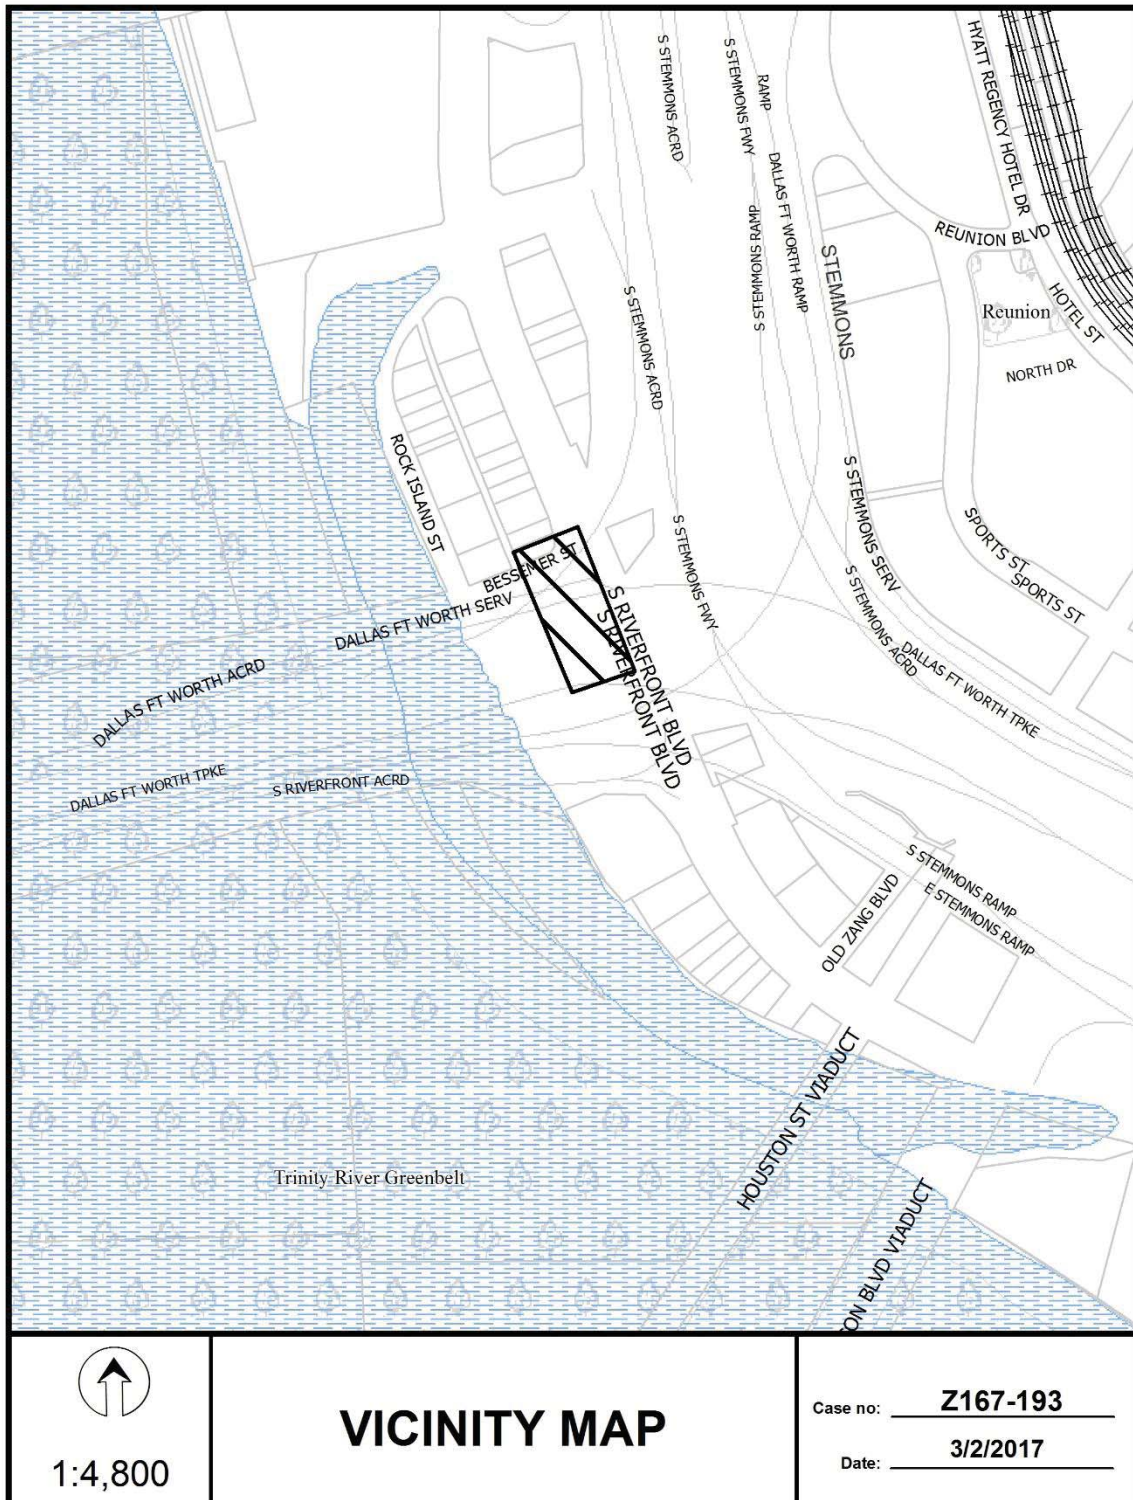 S STEMMONS ACRD
S STEMMONS FWY
RAMP
HYATT REGENCY HOTEL DR
DALLAS FT WORTH RAMP
S STEMMONS RAMP
REUNION BLVD
STEMMONS
HOTEL ST
Reunion
S STEMMONS ACRD
NORTH DR
ROCK ISLAND ST
S STEMMONS SERV
SPORTS ST
SPORTS ST
S STEMMONS FWY
BESSEMER ST
S STEMMONS ACRD
DALLAS FT WORTH SERV
S RIVERFRONT BLVD
S RIVERFRONT BLVD
DALLAS FT WORTH ACRD
DALLAS FT WORTH TPKE
DALLAS FT WORTH TPKE
S RIVERFRONT ACRD
S STEMMONS RAMP
E STEMMONS RAMP
OLD ZANG BLVD
HOUSTON ST VIADUCT
Trinity River Greenbelt
SON BLVD VIADUCT
1:4,800
VICINITY MAP
Case no: Z167-193
Date: 3/2/2017